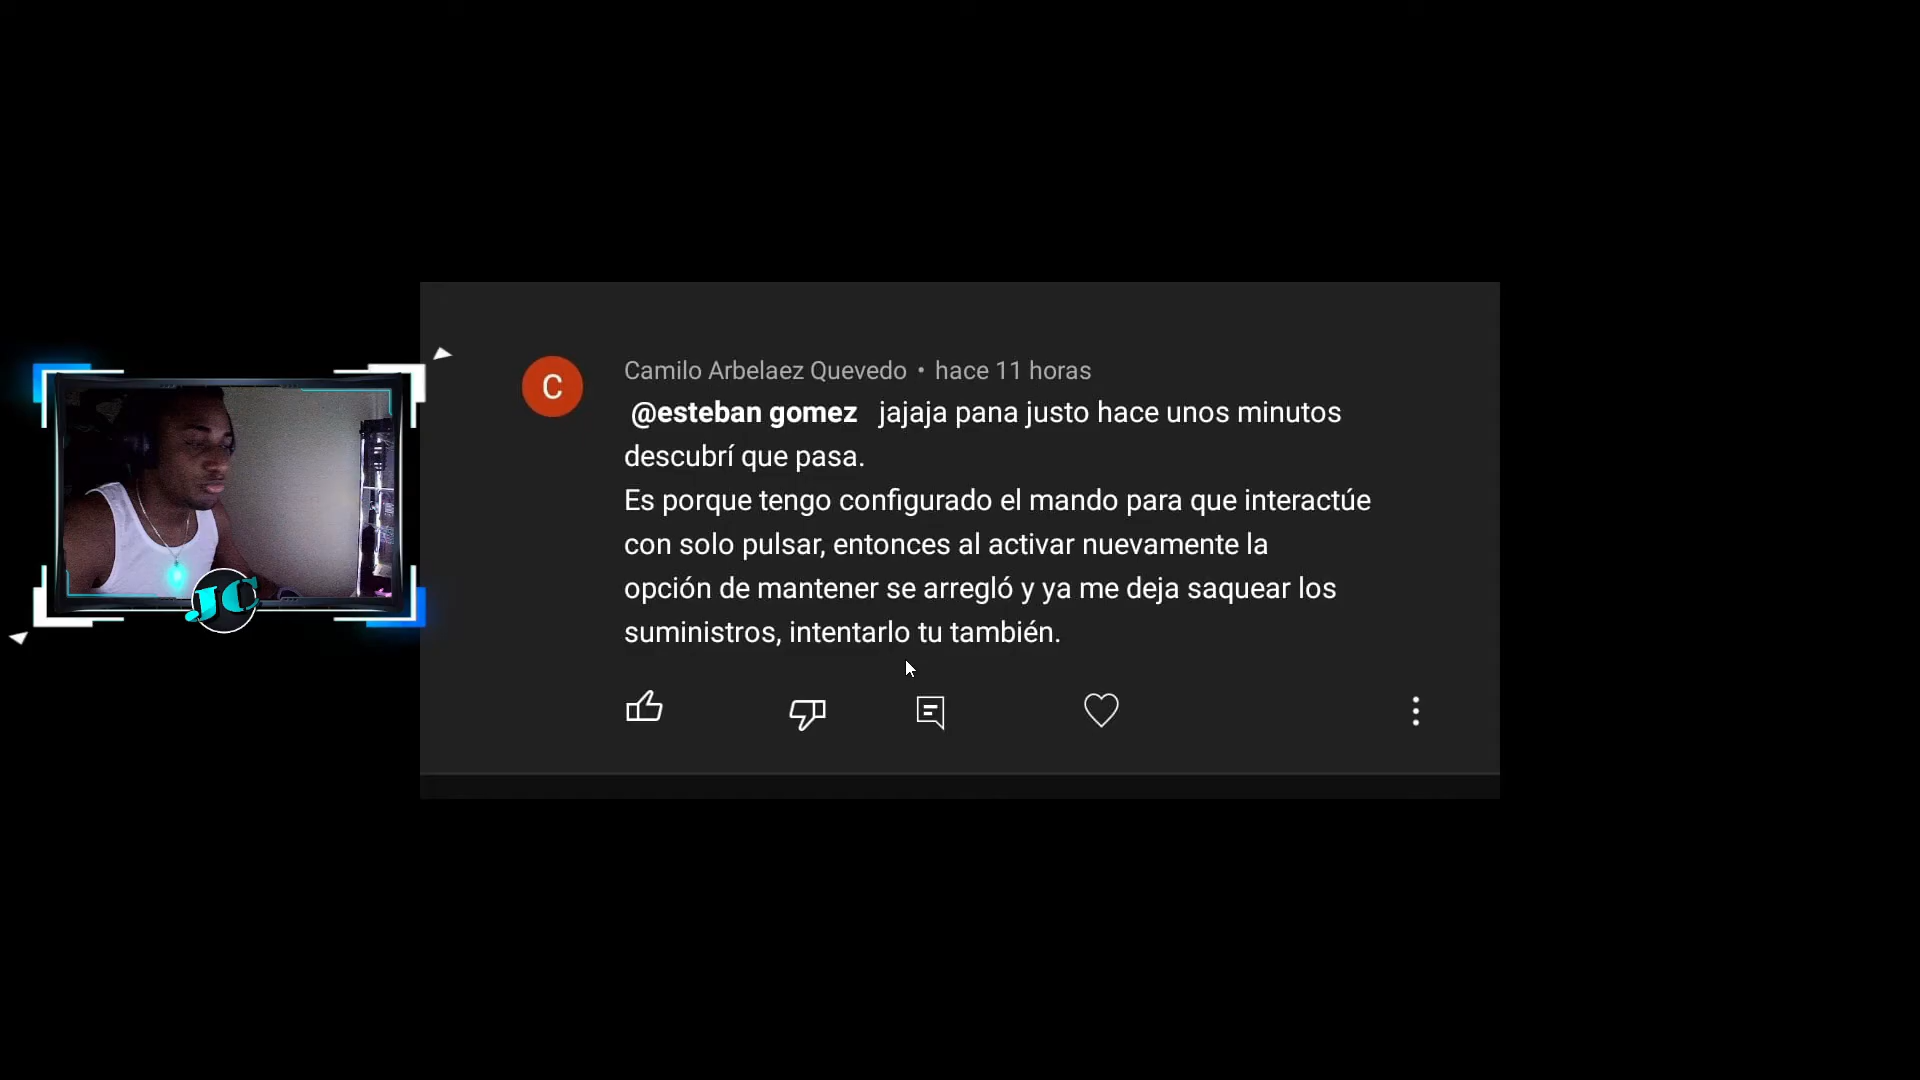 Camilo Arbelaez Quevedo • hace 11 horas
C
@esteban gomez jajaja pana justo hace unos minutos
descubrí que pasa.
Es porque tengo configurado el mando para que interactúe
con solo pulsar, entonces al activar nuevamente la
opción de mantener se arregló y ya me deja saquear los
suministros, intentarlo tu también.
JC